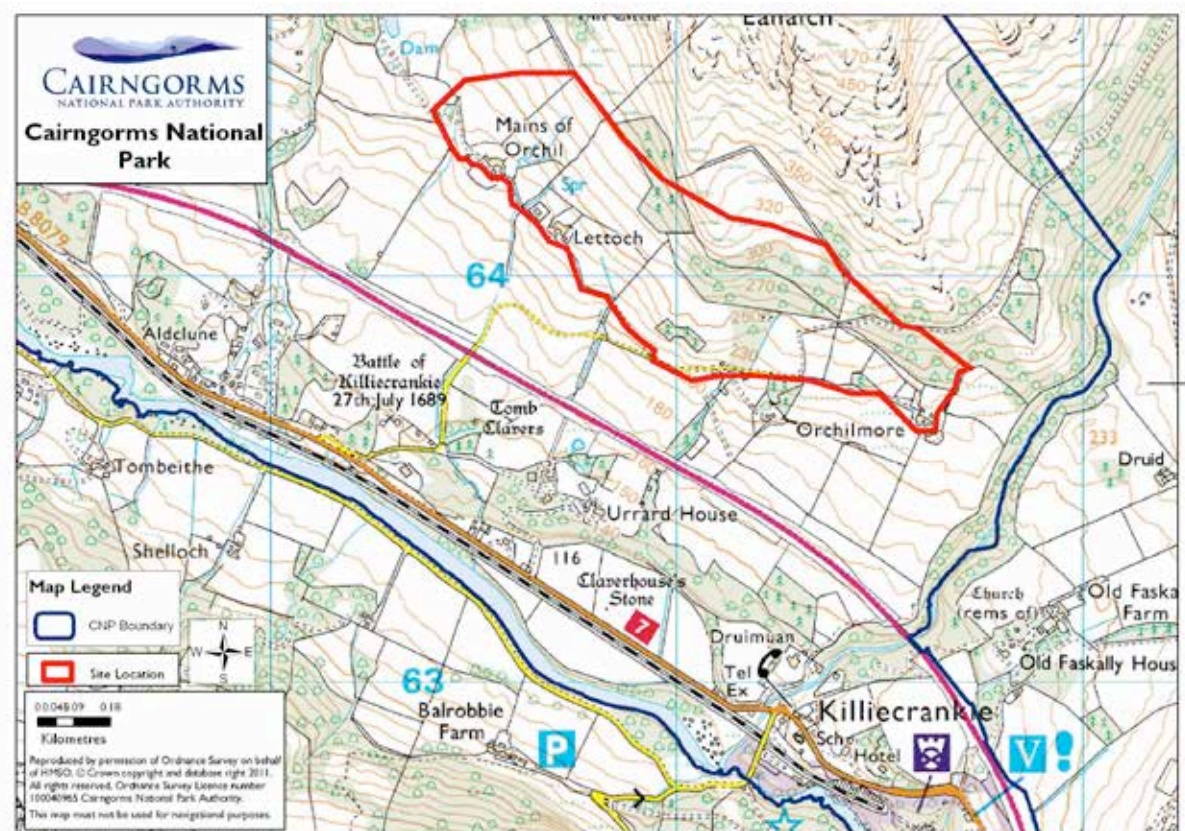 CAIRNGORMS
NATIONAL PARK AUTHORITY
Cairngorms National
Park
Dam
Mains of
Orchil
Spr
Lettoch
320
350
450
300
270
230
180
64
B 8079
Aldclune
Battle of
Killiecrankie
27th July 1689
Tomb
Clavers
Orchilmore
233
Druid
Tombeithe
Urrard House
Shelloch
116
Claverhouse's
Stone
7
Druimuan
Tel
Ex
Church
(rems of)
Old Faska
Farm
Old Faskally Hous
63
Balrobbie
Farm
P
Killiecrankie
Sch
Hotel
V
Map Legend
CNP Boundary
Site Location
N
W
E
S
Kilometres
Reproduced by permission of Ordnance Survey on behalf
of HMSO. © Crown copyright and database right 2011.
All rights reserved. Ordnance Survey Licence number
100040965 Cairngorms National Park Authority.
This map must not be used for navigational purposes.